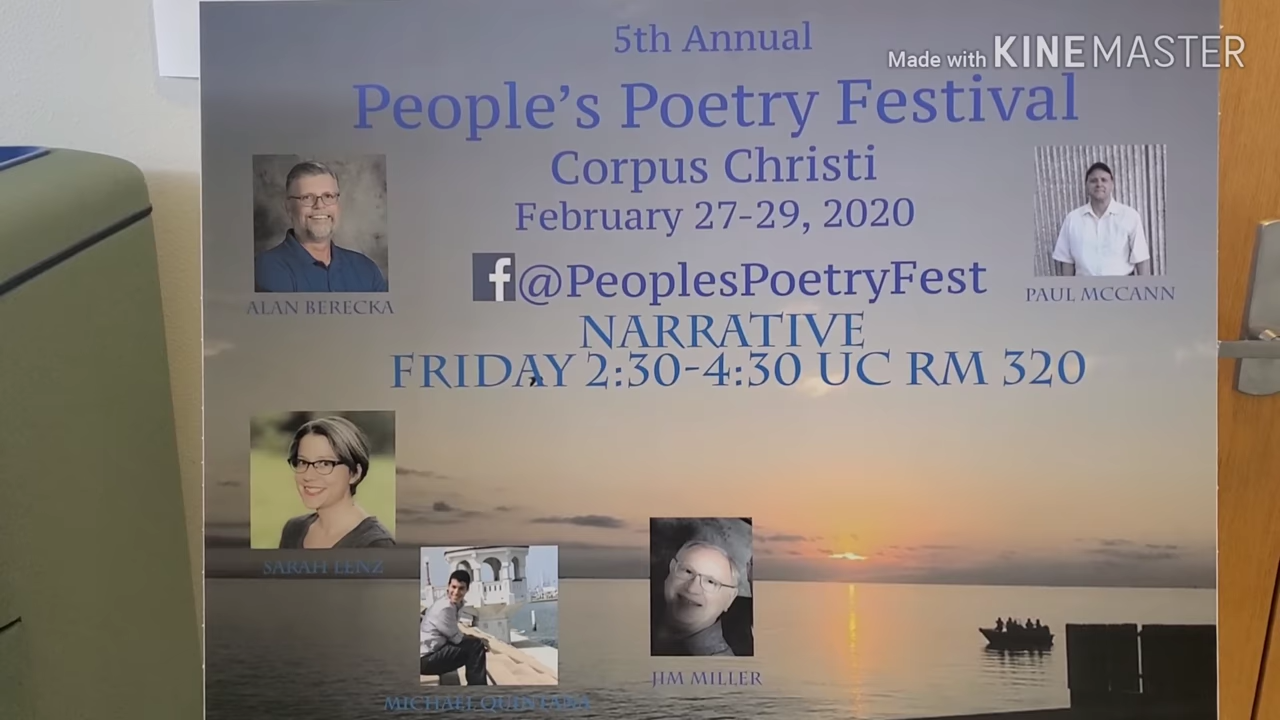 5th Annual
Made with KINEMASTER
People's Poetry Festival
Corpus Christi
February 27-29, 2020
f@PeoplesPoetryFest
ALAN BERECKA
PAUL MCCANN
NARRATIVE
FRIDAY 2:30-4:30 UC RM 320
SARAH LENZ
JIM MILLER
MICHAEL